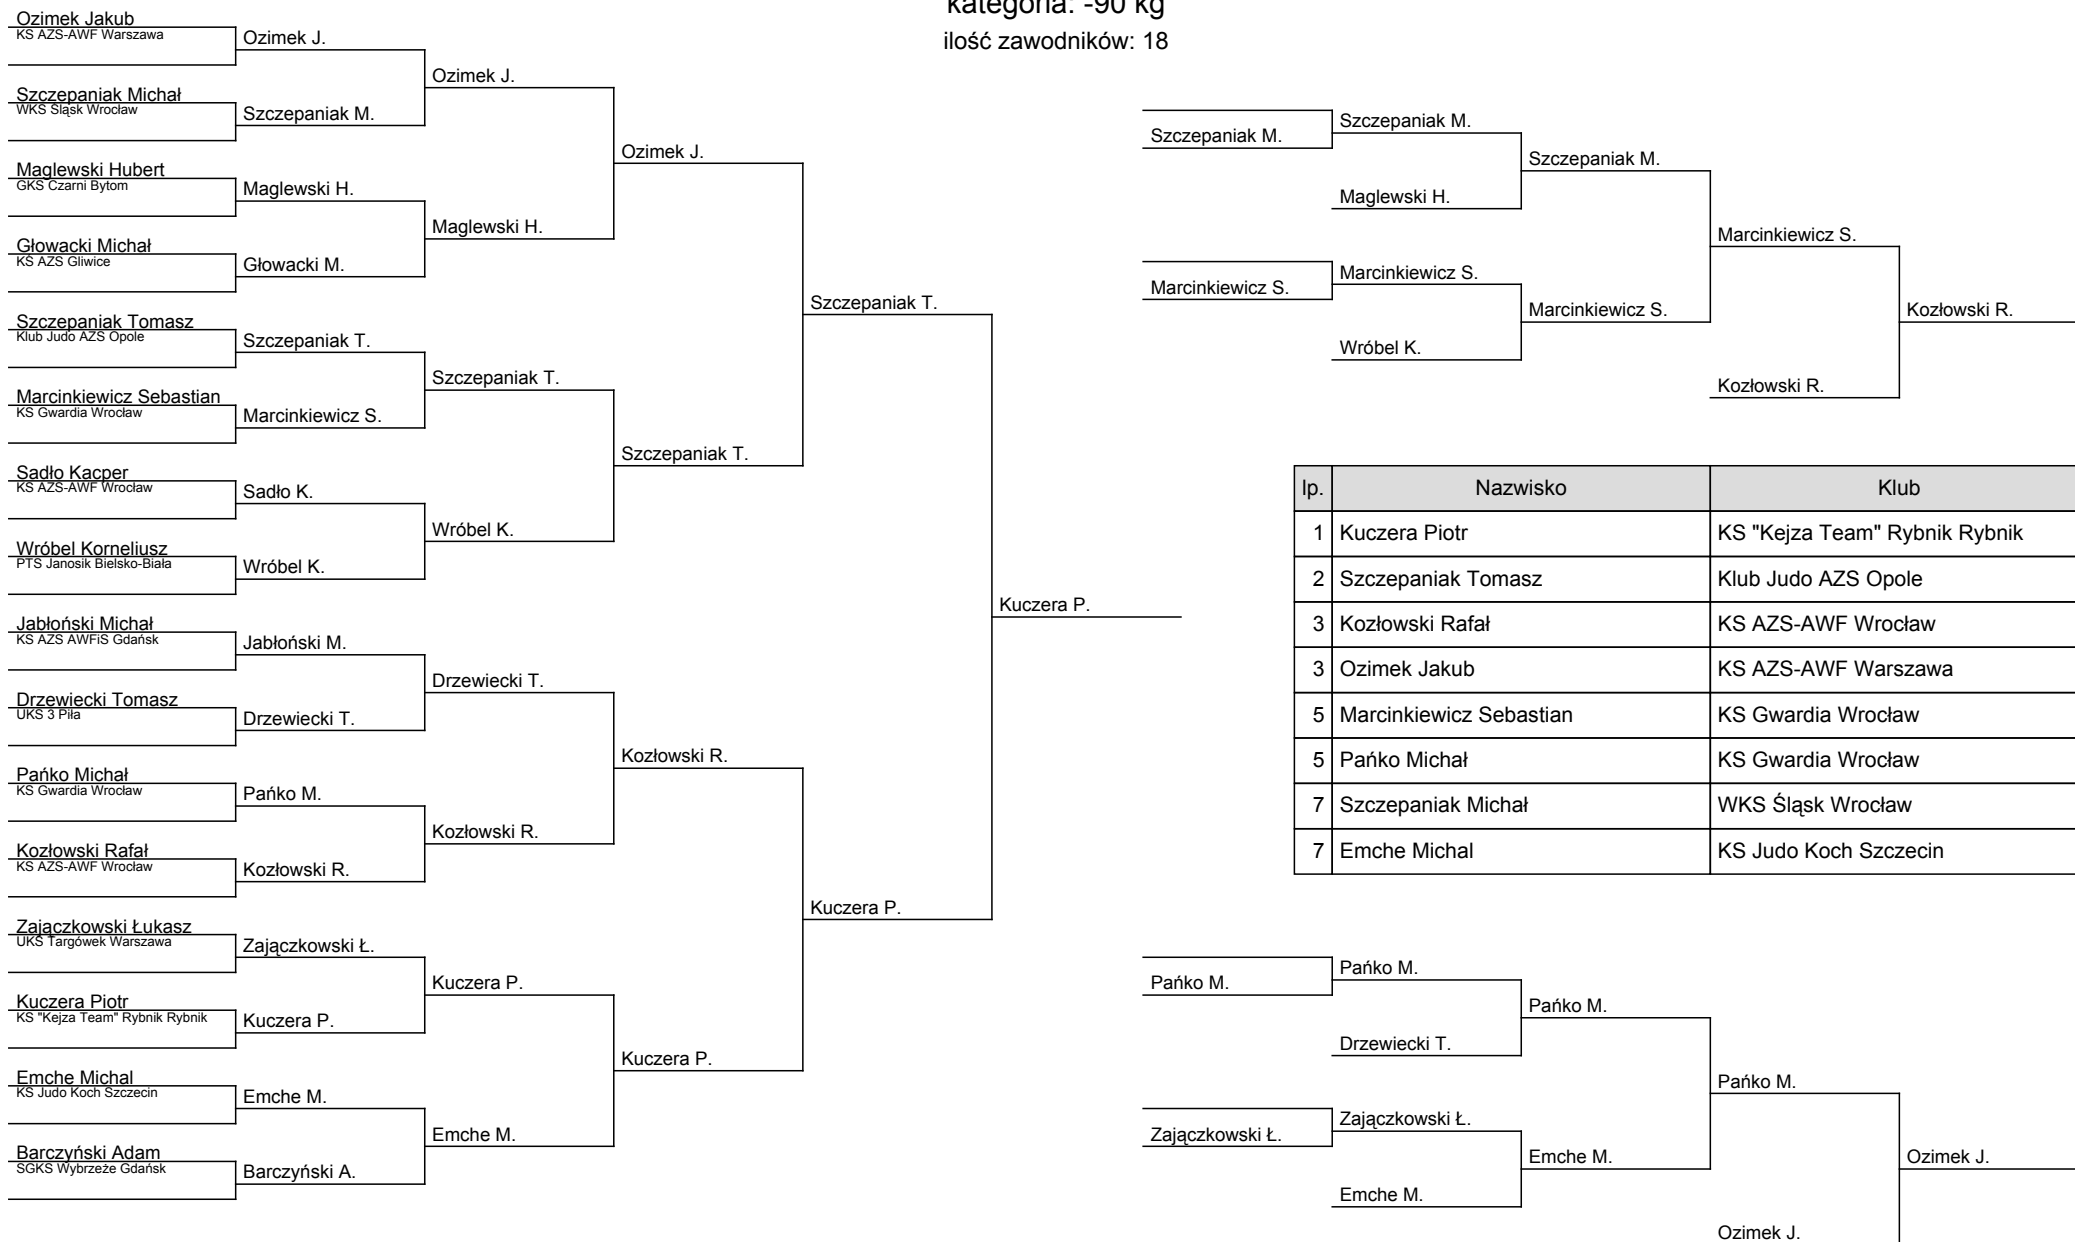 kategoria: -90 kg
ilość zawodników: 18
Ozimek Jakub
KS AZS-AWF Warszawa
Szczepaniak Michał
WKS Śląsk Wrocław
Maglewski Hubert
GKS Czarni Bytom
Głowacki Michał
KS AZS Gliwice
Szczepaniak Tomasz
Klub Judo AZS Opole
Marcinkiewicz Sebastian
KS Gwardia Wrocław
Sadło Kacper
KS AZS-AWF Wrocław
Wróbel Korneliusz
PTS Janosik Bielsko-Biała
Jabłoński Michał
KS AZS AWFiS Gdańsk
Drzewiecki Tomasz
UKS 3 Piła
Pańko Michał
KS Gwardia Wrocław
Kozłowski Rafał
KS AZS-AWF Wrocław
Zajączkowski Łukasz
UKS Targówek Warszawa
Kuczera Piotr
KS "Kejza Team" Rybnik Rybnik
Emche Michal
KS Judo Koch Szczecin
Barczyński Adam
SGKS Wybrzeże Gdańsk
Ozimek J.
Szczepaniak M.
Maglewski H.
Głowacki M.
Szczepaniak T.
Marcinkiewicz S.
Sadło K.
Wróbel K.
Jabłoński M.
Drzewiecki T.
Pańko M.
Kozłowski R.
Zajączkowski Ł.
Kuczera P.
Emche M.
Barczyński A.
Ozimek J.
Maglewski H.
Szczepaniak T.
Wróbel K.
Drzewiecki T.
Kozłowski R.
Kuczera P.
Emche M.
Ozimek J.
Szczepaniak T.
Kozłowski R.
Kuczera P.
Szczepaniak T.
Kuczera P.
Kuczera P.
Szczepaniak M.
Marcinkiewicz S.
Szczepaniak M.
Maglewski H.
Marcinkiewicz S.
Wróbel K.
Szczepaniak M.
Marcinkiewicz S.
Marcinkiewicz S.
Kozłowski R.
Kozłowski R.
lp. Nazwisko Klub
1 Kuczera Piotr KS "Kejza Team" Rybnik Rybnik
2 Szczepaniak Tomasz Klub Judo AZS Opole
3 Kozłowski Rafał KS AZS-AWF Wrocław
3 Ozimek Jakub KS AZS-AWF Warszawa
5 Marcinkiewicz Sebastian KS Gwardia Wrocław
5 Pańko Michał KS Gwardia Wrocław
7 Szczepaniak Michał WKS Śląsk Wrocław
7 Emche Michal KS Judo Koch Szczecin
Pańko M.
Zajączkowski Ł.
Pańko M.
Drzewiecki T.
Zajączkowski Ł.
Emche M.
Pańko M.
Emche M.
Pańko M.
Ozimek J.
Ozimek J.